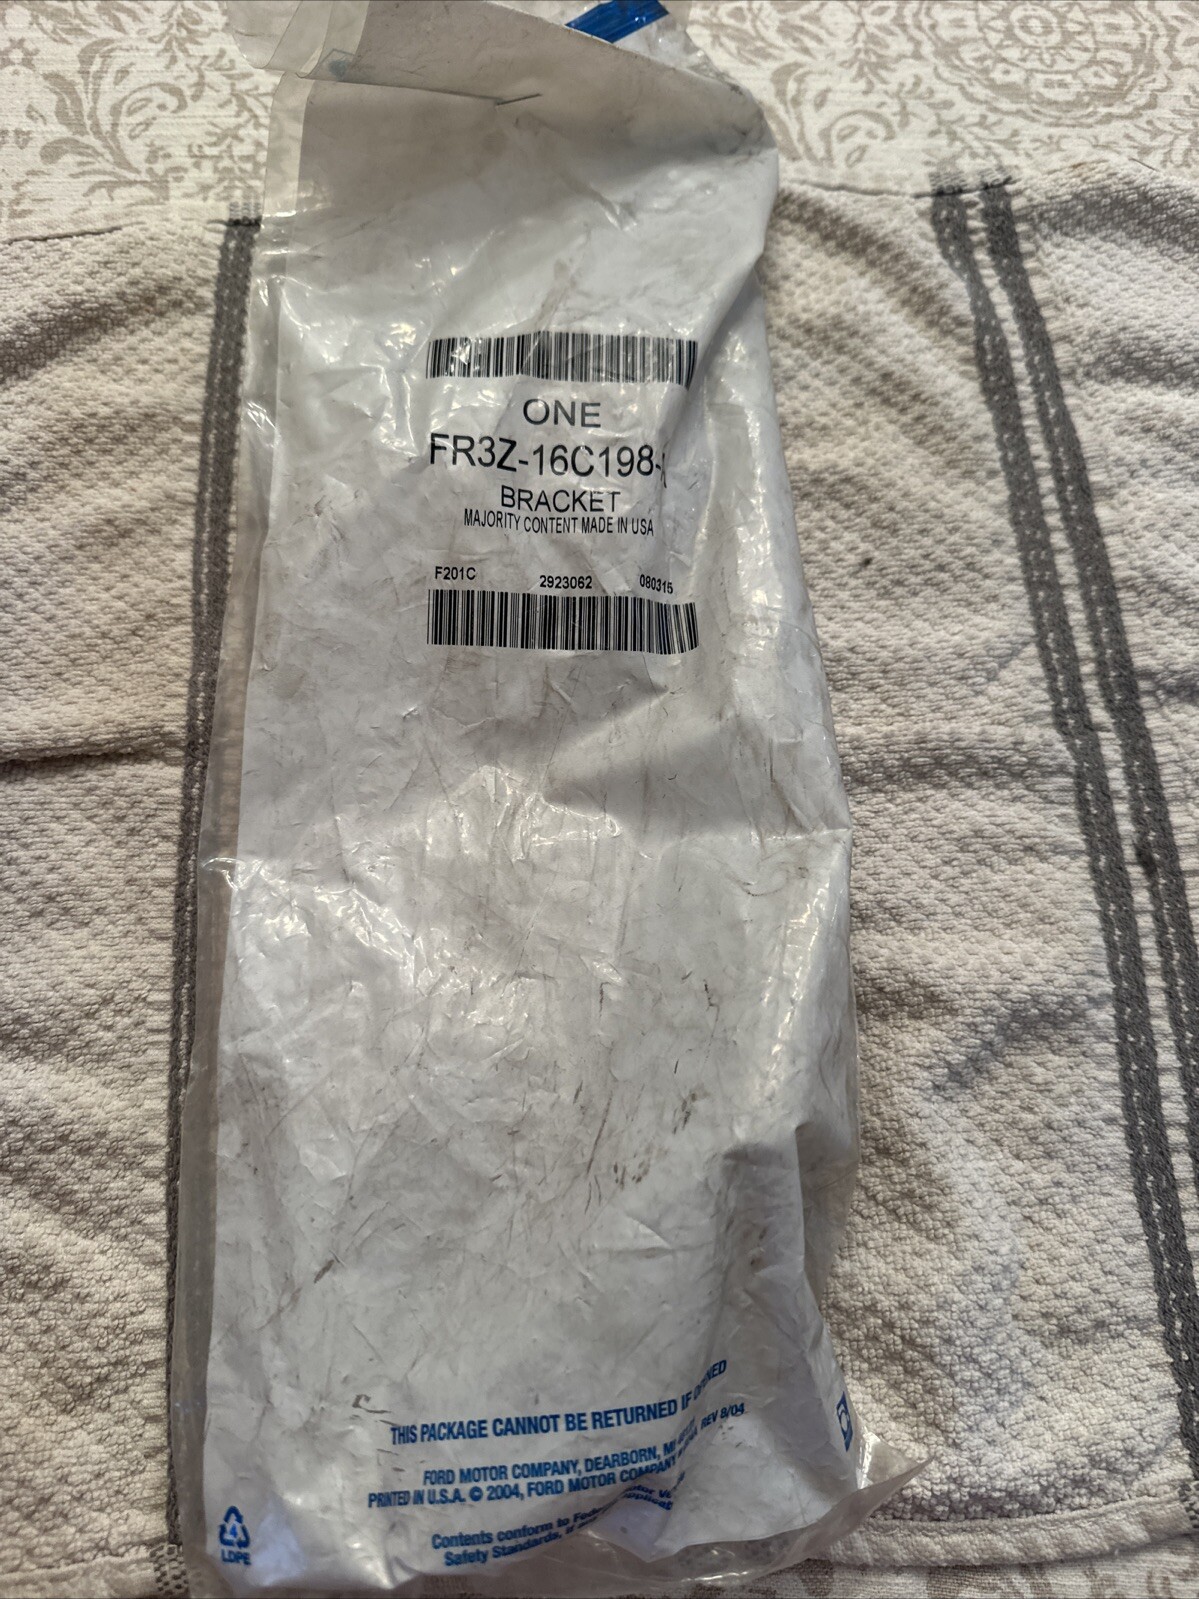 ONE
FR3Z-16C198-
BRACKET
MAJORITY CONTENT MADE IN USA
F201C 2923062 080315
THIS PACKAGE CANNOT BE RETURNED IF
FORD MOTOR COMPANY, DEARBORN, MI REV 8/04
PRINTED IN U.S.A. © 2004, FORD MOTOR COMPANY
Contents conform to
Safety Standards,
4
LDPE